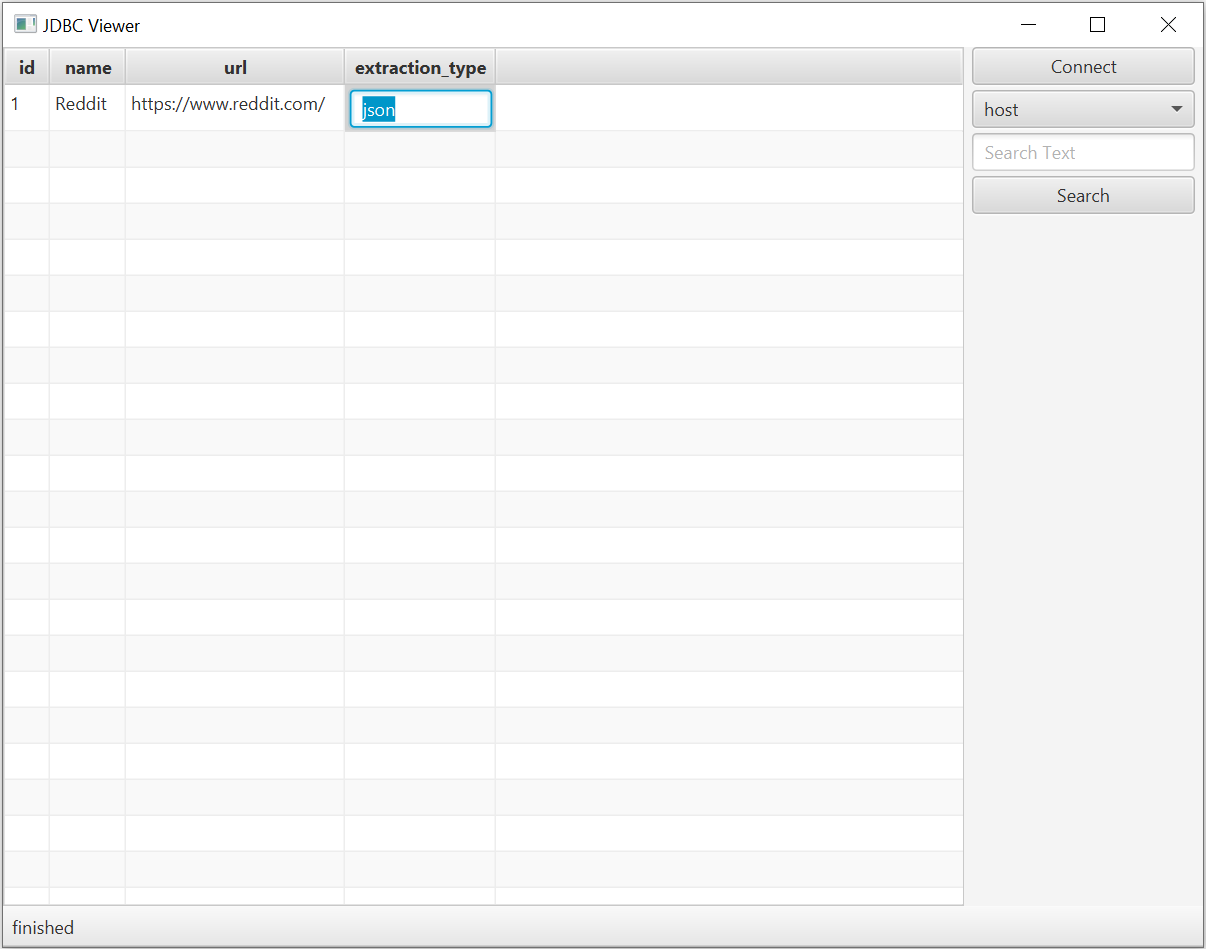 JDBC Viewer
id name url extraction_type
1 Reddit https://www.reddit.com/ json
Connect
host
Search Text
Search
finished